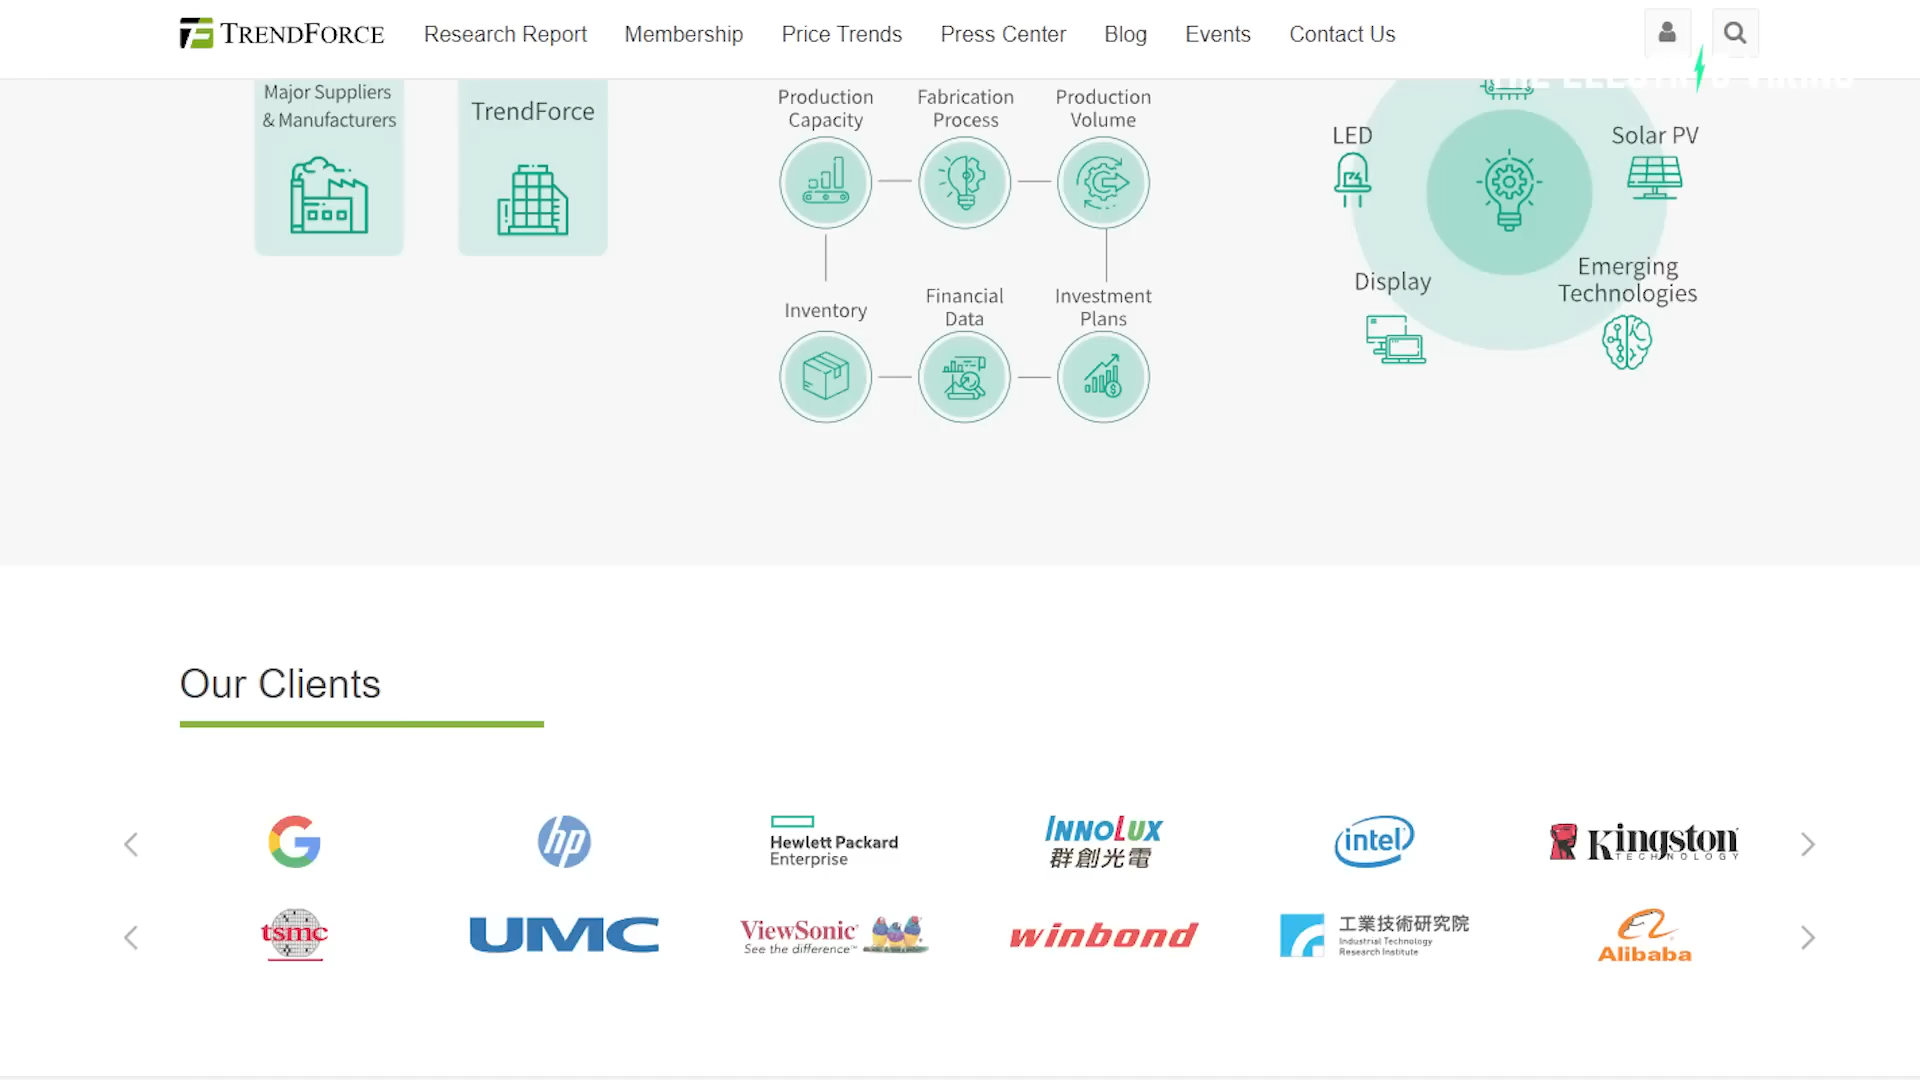 TRENDFORCE
Research Report
Membership
Price Trends
Press Center
Blog
Events
Contact Us
Major Suppliers
& Manufacturers
TrendForce
Production
Capacity
Fabrication
Process
Production
Volume
Inventory
Financial
Data
Investment
Plans
LED
Solar PV
Display
Emerging
Technologies
Our Clients
G
hp
Hewlett Packard
Enterprise
INNOLUX
群創光電
intel
Kingston
TECHNOLOGY
tsmc
UMC
ViewSonic
See the difference™
winbond
工業技術研究院
Industrial Technology
Research Institute
Alibaba